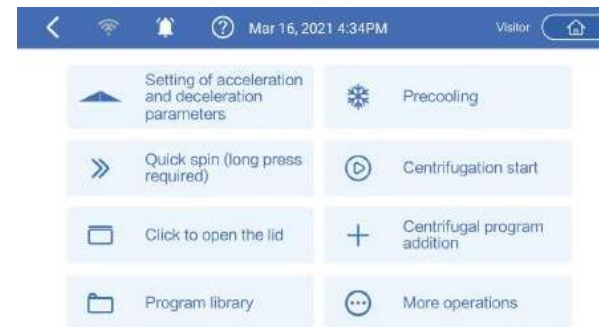 Mar 16, 2021 4:34PM
Visitor
Setting of acceleration
and deceleration
parameters
Precooling
Quick spin (long press
required)
Centrifugation start
Click to open the lid
Centrifugal program
addition
Program library
More operations